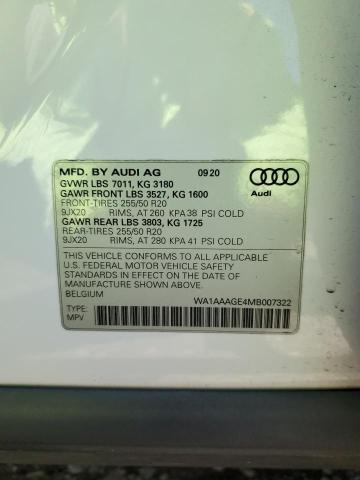 MFD. BY AUDI AG 0920
GVWR LBS 7011, KG 3180
GAWR FRONT LBS 3527, KG 1600
FRONT-TIRES 255/50 R20
9JX20 RIMS, AT 260 KPA 38 PSI COLD
GAWR REAR LBS 3803, KG 1725
REAR-TIRES 255/50 R20
9JX20 RIMS, AT 280 KPA 41 PSI COLD
Audi
THIS VEHICLE CONFORMS TO ALL APPLICABLE
U.S. FEDERAL MOTOR VEHICLE SAFETY
STANDARDS IN EFFECT ON THE DATE OF
MANUFACTURE SHOWN ABOVE.
BELGIUM
TYPE: WA1AAAGE4MB007322
MPV